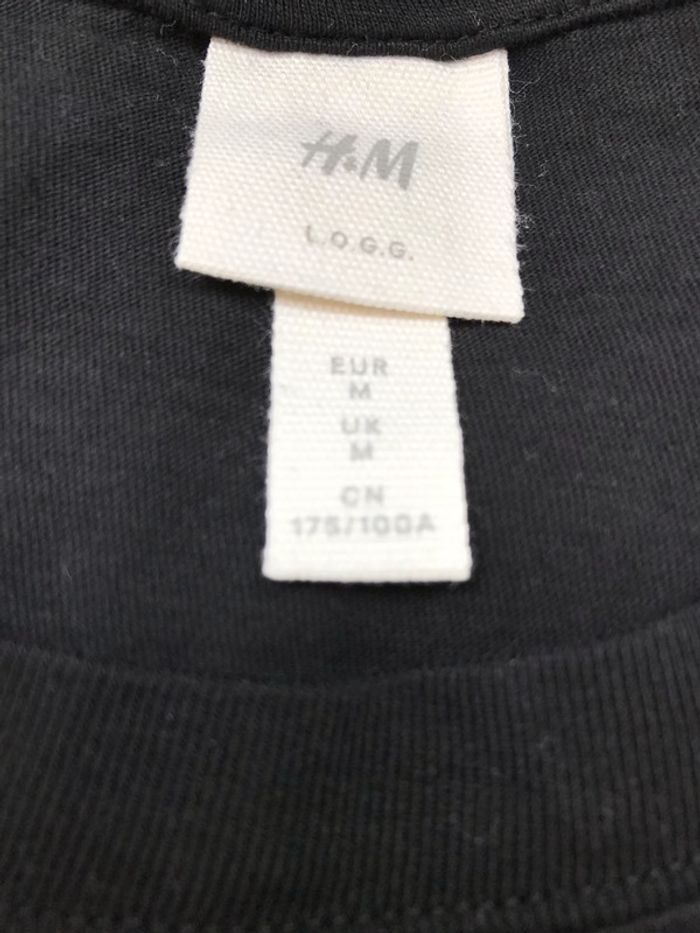 H&M
L.O.G.G.
EUR
M
UK
M
CN
175/100A